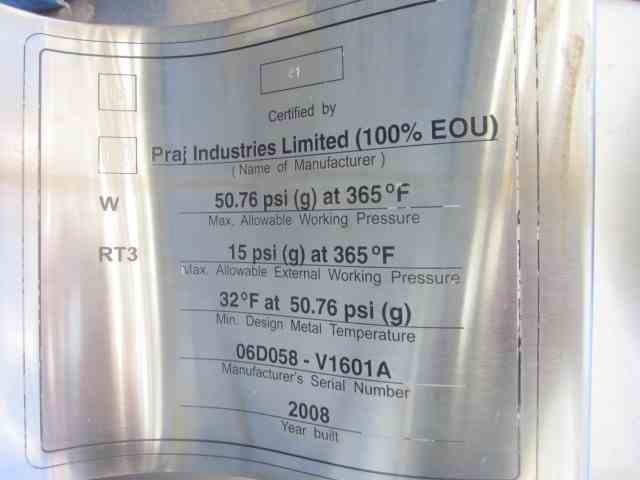 Certified by
Praj Industries Limited (100% EOU)
( Name of Manufacturer )
W
50.76 psi (g) at 365°F
Max. Allowable Working Pressure
RT3
15 psi (g) at 365°F
Max. Allowable External Working Pressure
32°F at 50.76 psi (g)
Min. Design Metal Temperature
06D058 - V1601A
Manufacturer's Serial Number
2008
Year built